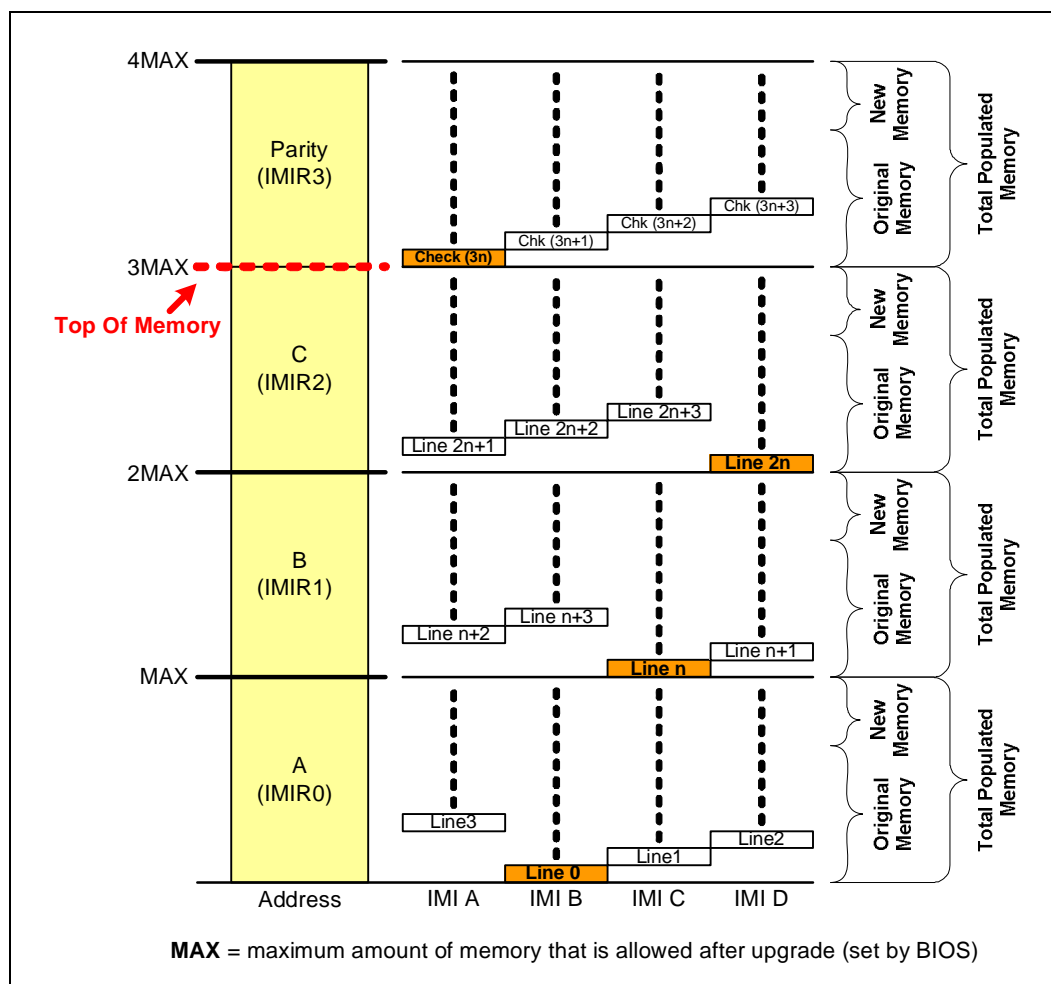 4MAX
Parity
(IMIR3)
Chk (3n+3)
Chk (3n+2)
Chk (3n+1)
Check (3n)
New
Memory
Original
Memory
Total Populated
Memory
3MAX
Top Of Memory
C
(IMIR2)
Line 2n+3
Line 2n+2
Line 2n+1
Line 2n
New
Memory
Original
Memory
Total Populated
Memory
2MAX
B
(IMIR1)
Line n+3
Line n+2
Line n+1
Line n
New
Memory
Original
Memory
Total Populated
Memory
MAX
A
(IMIR0)
Line3
Line2
Line1
Line 0
New
Memory
Original
Memory
Total Populated
Memory
Address
IMI A
IMI B
IMI C
IMI D
MAX = maximum amount of memory that is allowed after upgrade (set by BIOS)